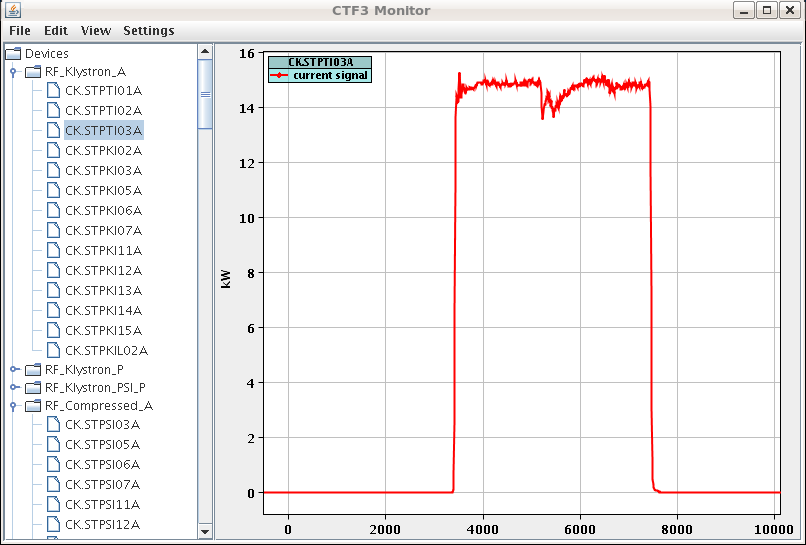 CTF3 Monitor
File Edit View Settings
Devices
RF_Klystron_A
CK.STPTI01A
CK.STPTI02A
CK.STPTI03A
CK.STPKI02A
CK.STPKI03A
CK.STPKI05A
CK.STPKI06A
CK.STPKI07A
CK.STPKI11A
CK.STPKI12A
CK.STPKI13A
CK.STPKI14A
CK.STPKI15A
CK.STPKIL02A
RF_Klystron_P
RF_Klystron_PSI_P
RF_Compressed_A
CK.STPSI03A
CK.STPSI05A
CK.STPSI06A
CK.STPSI07A
CK.STPSI11A
CK.STPSI12A
CK.STPTI03A
current signal
kW
16
14
12
10
8
6
4
2
0
0 2000 4000 6000 8000 10000